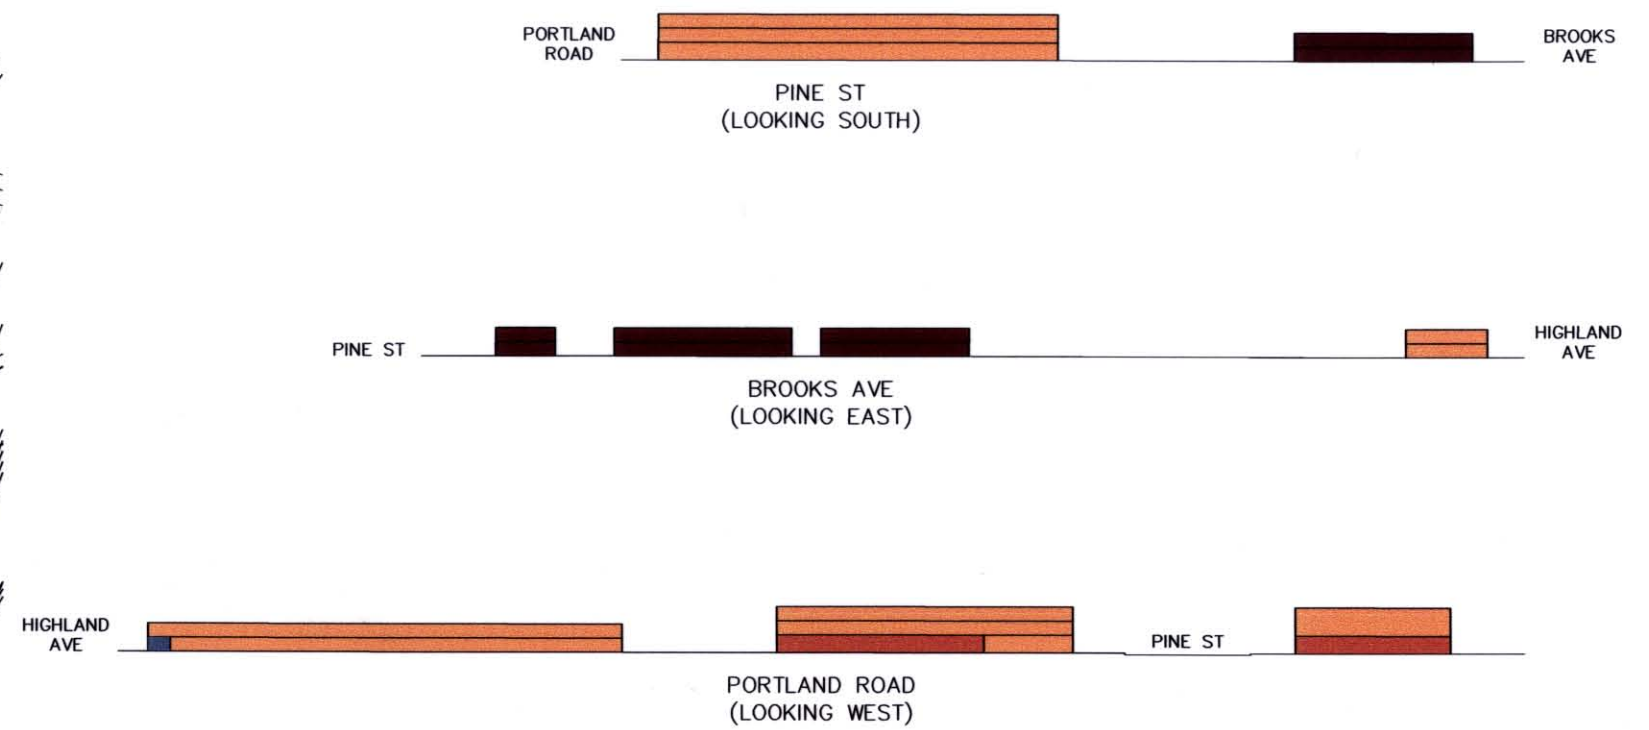 PORTLAND
ROAD
BROOKS
AVE
PINE ST
(LOOKING SOUTH)
PINE ST
HIGHLAND
AVE
BROOKS AVE
(LOOKING EAST)
HIGHLAND
AVE
PINE ST
PORTLAND ROAD
(LOOKING WEST)